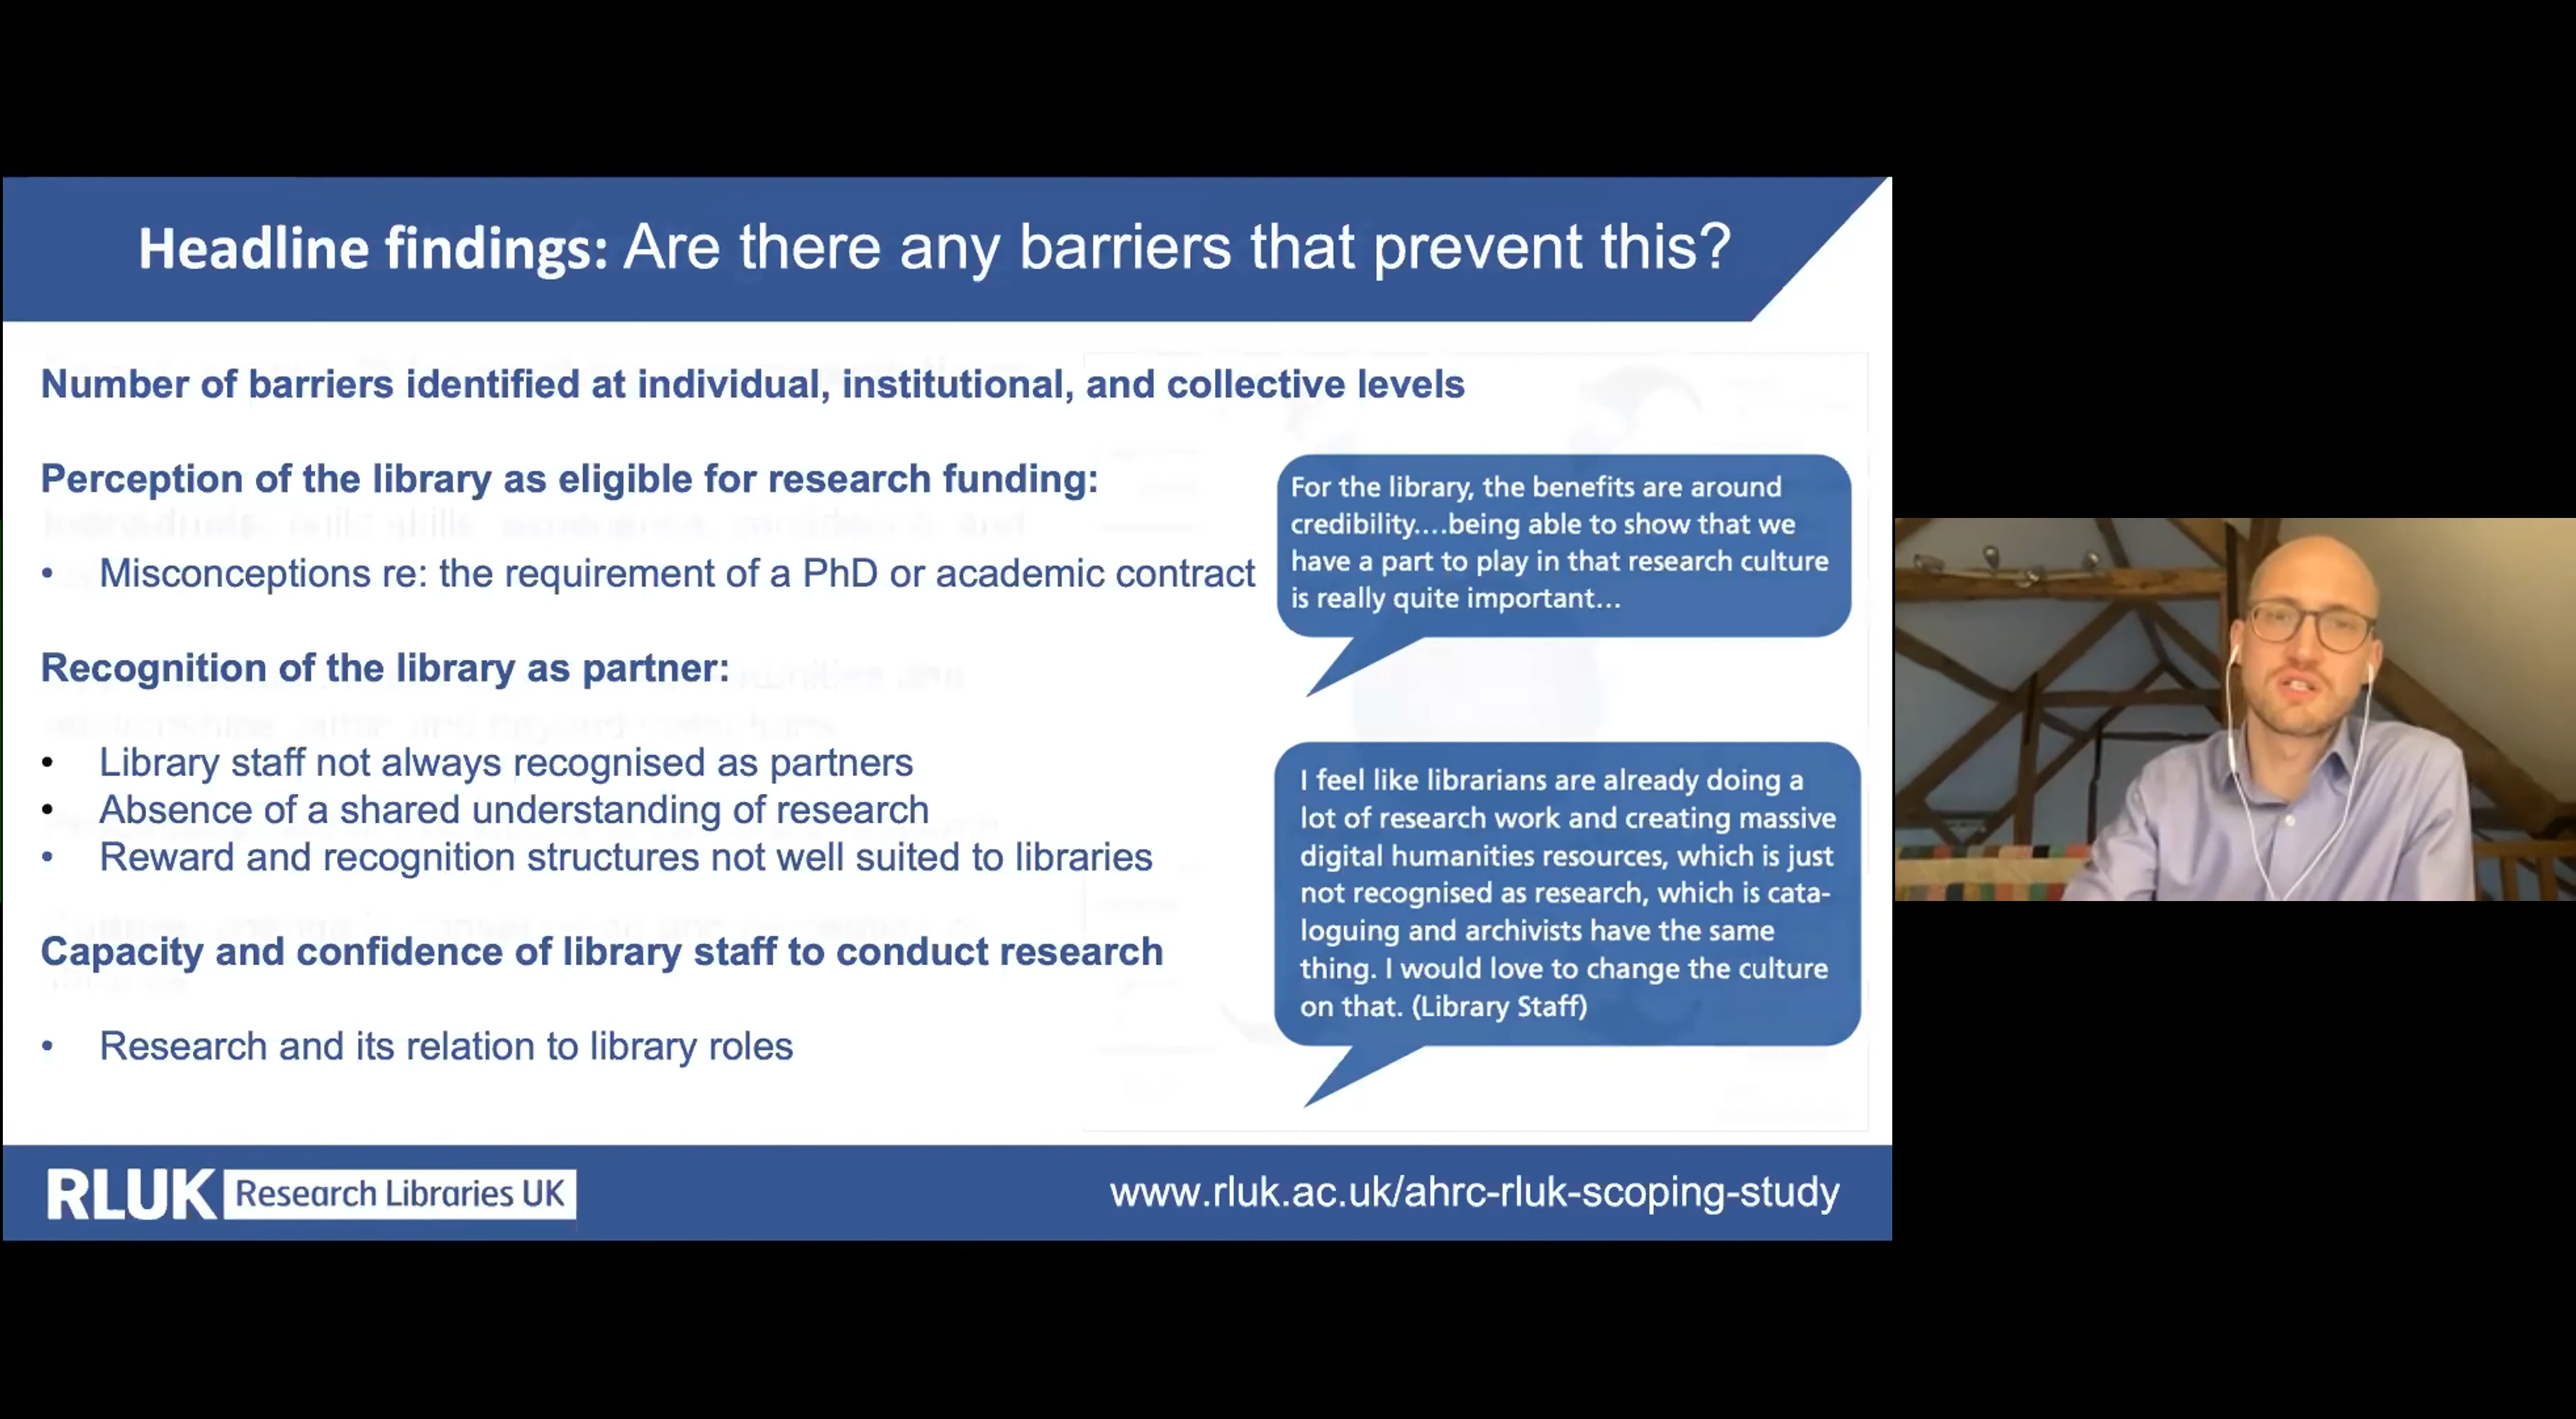 Headline findings: Are there any barriers that prevent this?
Number of barriers identified at individual, institutional, and collective levels
Perception of the library as eligible for research funding:
• Misconceptions re: the requirement of a PhD or academic contract
Recognition of the library as partner:
• Library staff not always recognised as partners
• Absence of a shared understanding of research
• Reward and recognition structures not well suited to libraries
Capacity and confidence of library staff to conduct research
• Research and its relation to library roles
For the library, the benefits are around
credibility....being able to show that we
have a part to play in that research culture
is really quite important...
I feel like librarians are already doing a
lot of research work and creating massive
digital humanities resources, which is just
not recognised as research, which is cata-
loguing and archivists have the same
thing. I would love to change the culture
on that. (Library Staff)
RLUK Research Libraries UK
www.rluk.ac.uk/ahrc-rluk-scoping-study